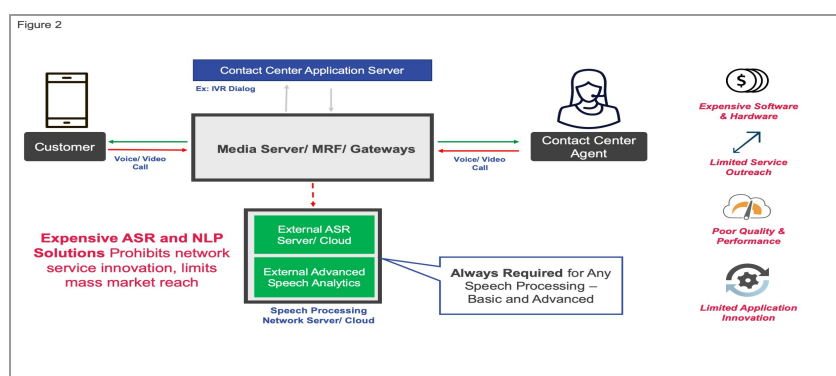 Figure 2
Contact Center Application Server
Ex: IVR Dialog
Customer
Voice/ Video
Call
Media Server/ MRF/ Gateways
Voice/ Video
Call
Contact Center
Agent
Expensive ASR and NLP
Solutions Prohibits network
service innovation, limits
mass market reach
External ASR
Server/ Cloud
External Advanced
Speech Analytics
Speech Processing
Network Server/ Cloud
Always Required for Any
Speech Processing –
Basic and Advanced
$
Expensive Software
& Hardware
Limited Service
Outreach
Poor Quality &
Performance
Limited Application
Innovation